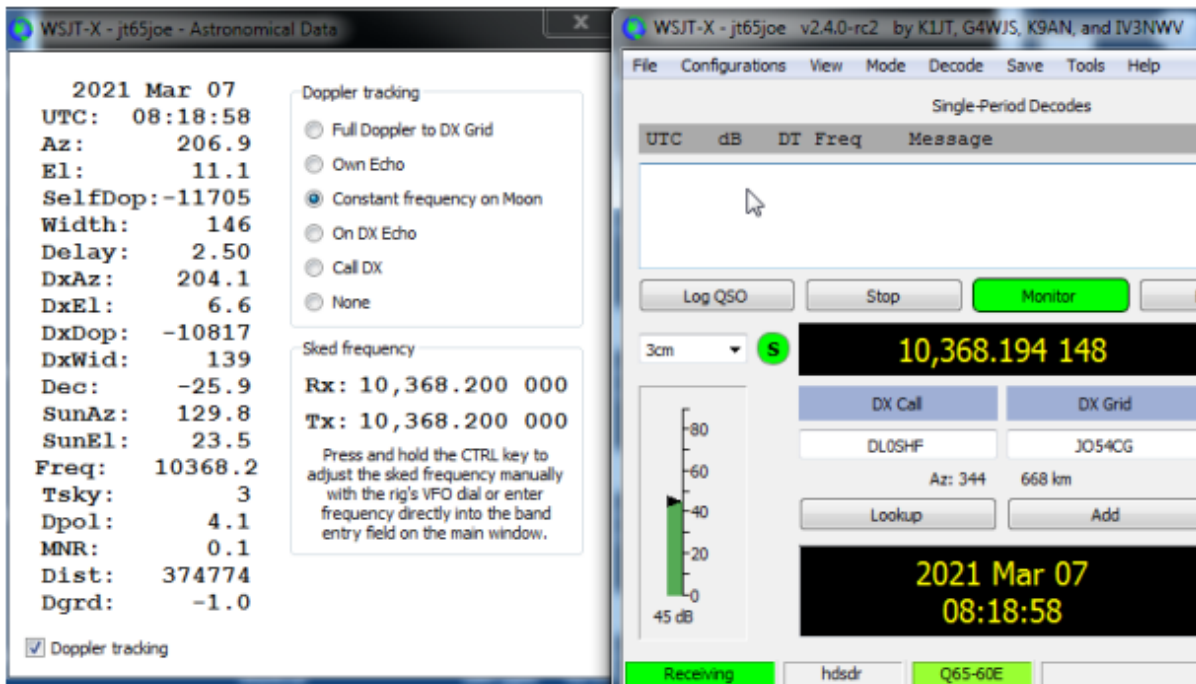 WSJT-X - jt65joe - Astronomical Data
2021 Mar 07
UTC: 08:18:58
Az: 206.9
El: 11.1
SelfDop:-11705
Width: 146
Delay: 2.50
DxAz: 204.1
DxEl: 6.6
DxDop: -10817
DxWid: 139
Dec: -25.9
SunAz: 129.8
SunEl: 23.5
Freq: 10368.2
Tsky: 3
Dpol: 4.1
MNR: 0.1
Dist: 374774
Dgrd: -1.0
Doppler tracking
Doppler tracking
Full Doppler to DX Grid
Own Echo
Constant frequency on Moon
On DX Echo
Call DX
None
Sked frequency
Rx: 10,368.200 000
Tx: 10,368.200 000
Press and hold the CTRL key to
adjust the sked frequency manually
with the rig's VFO dial or enter
frequency directly into the band
entry field on the main window.
WSJT-X - jt65joe v2.4.0-rc2 by K1JT, G4WJS, K9AN, and IV3NWV
File Configurations View Mode Decode Save Tools Help
Single-Period Decodes
UTC dB DT Freq Message
Log QSO Stop Monitor
3cm S 10,368.194 148
80
60
40
20
0
45 dB
DX Call DX Grid
DL0SHF JO54CG
Az: 344 668 km
Lookup Add
2021 Mar 07
08:18:58
Receiving hdsdr Q65-60E